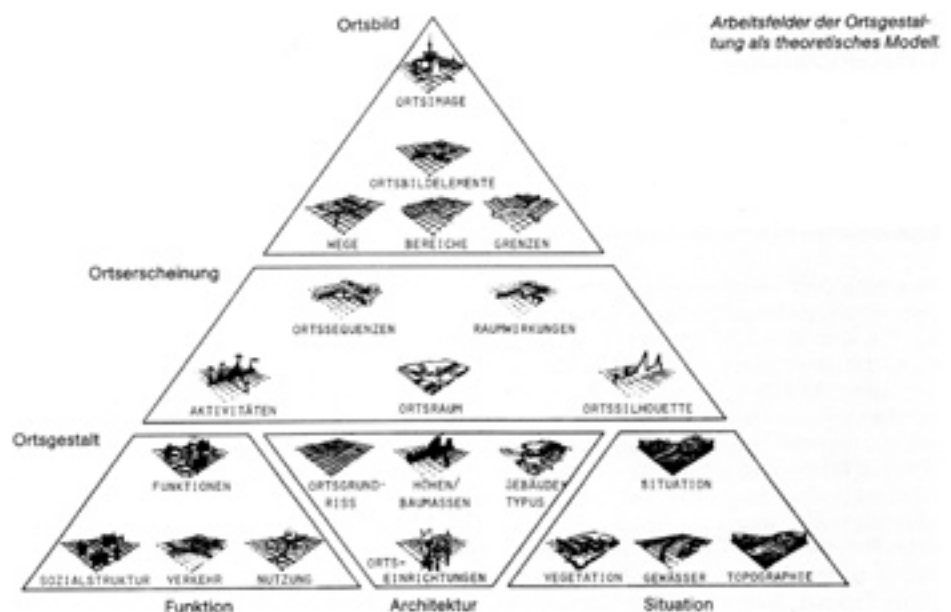 Ortsbild
Arbeitsfelder der Ortsgestal-
tung als theoretisches Modell.
ORTSIMAGE
ORTSBILDELEMENTE
WEGE BEREICHE GRENZEN
Ortserscheinung
ORTSSEQUENZEN RAUMWIRKUNGEN
AKTIVITÄTEN ORTSRAUM ORTSSILHOUETTE
Ortsgestalt
FUNKTIONEN ORTSGRUND- HÖHEN/ GEBÄUDE- SITUATION
RISS BAUMASSEN TYPUS
ORTS-
SOZIALSTRUKTUR VERKEHR NUTZUNG EINRICHTUNGEN VEGETATION GEWÄSSER TOPOGRAPHIE
Funktion Architektur Situation